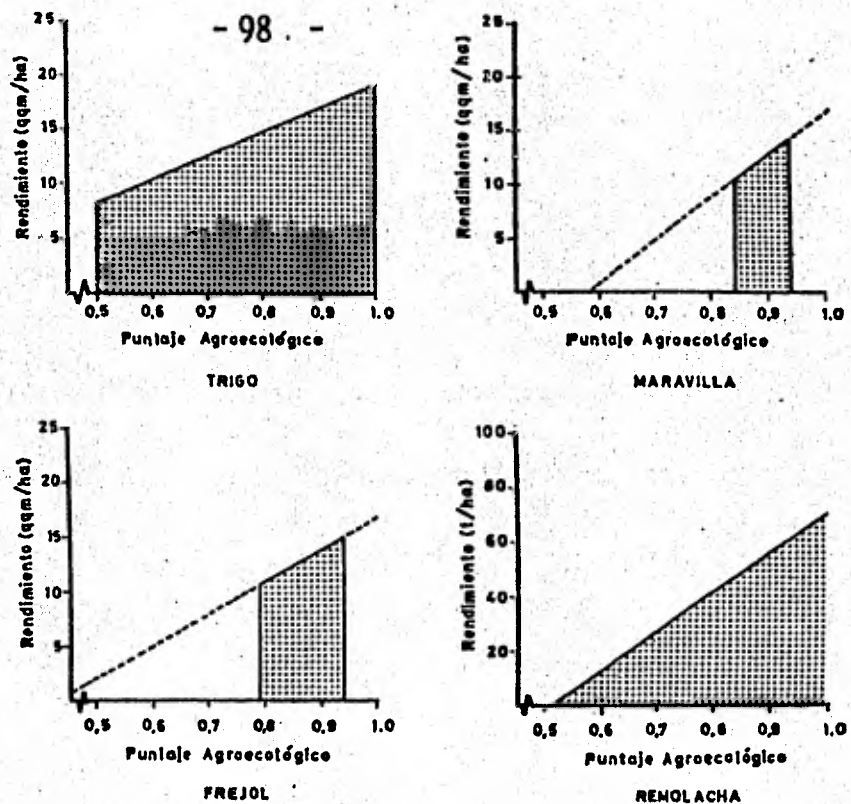 - 98 . -
Rendimiento (qqm/ha)
25
20
15
10
5
0,5 0,6 0,7 0,8 0,9 1.0
Puntaje Agroecológico
TRIGO
Rendimiento (qqm/ha)
25
20
15
10
5
0,5 0,6 0,7 0,8 0,9 1.0
Puntaje Agroecológico
MARAVILLA
Rendimiento (qqm/ha)
25
20
15
10
5
0,5 0,6 0,7 0,8 0,9 1.0
Puntaje Agroecológico
FREJOL
Rendimiento (t/ha)
100
80
60
40
20
0,5 0,6 0,7 0,8 0,9 1.0
Puntaje Agroecológico
REMOLACHA